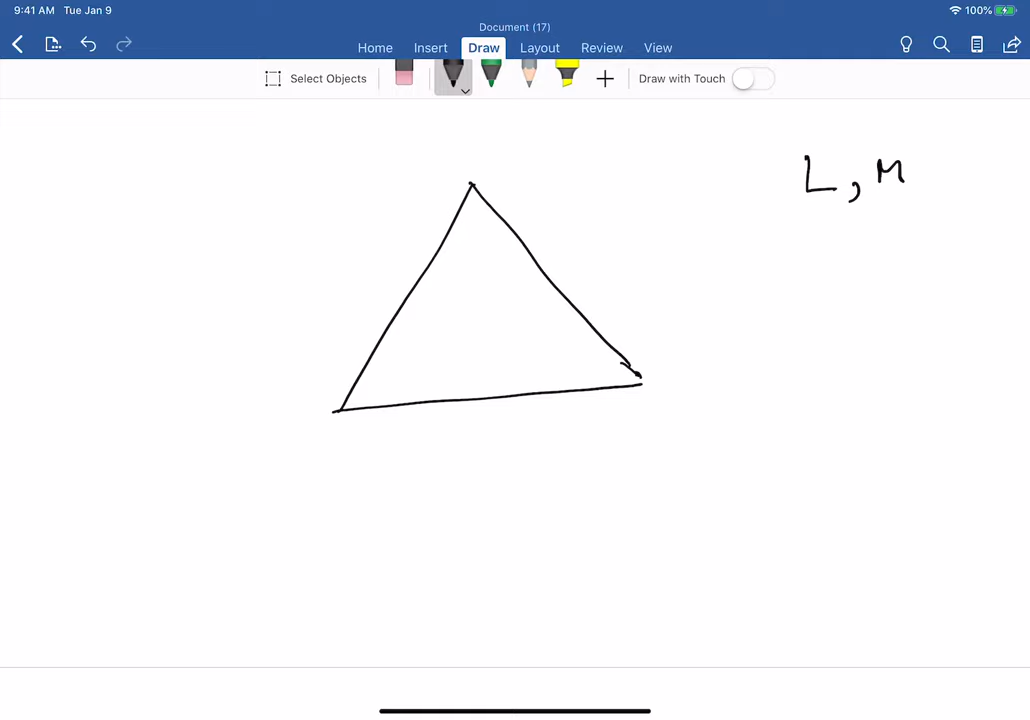 9:41 AM Tue Jan 9
100%
Document (17)
Home Insert Draw Layout Review View
Select Objects
Draw with Touch
L, M